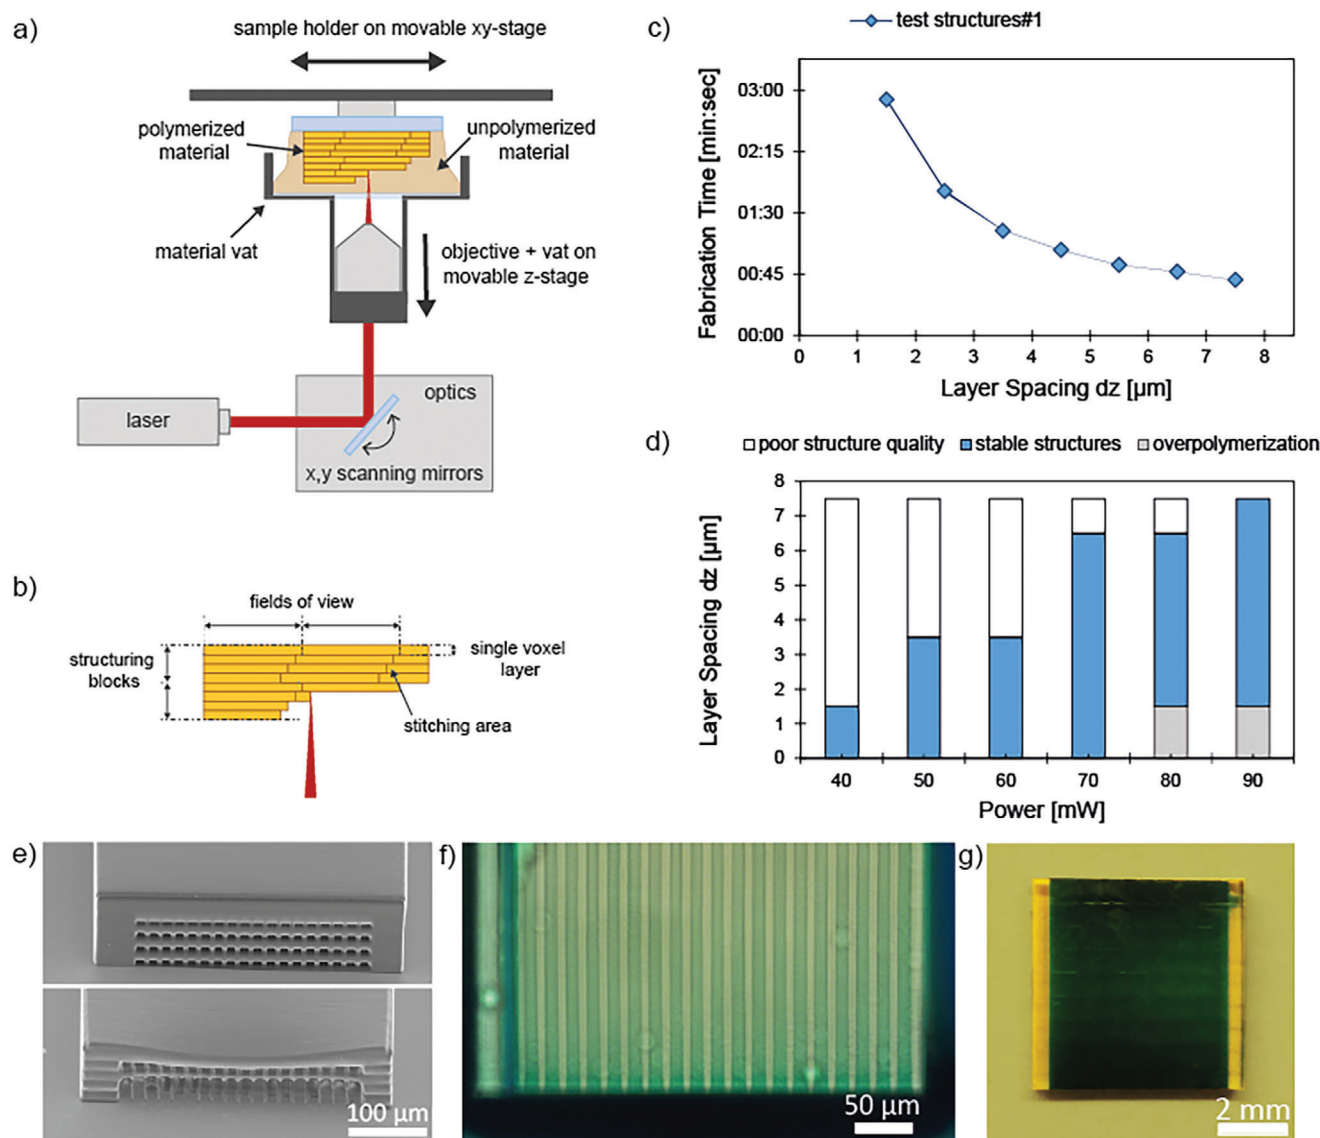 a)
sample holder on movable xy-stage
polymerized
material
unpolymerized
material
material vat
objective + vat on
movable z-stage
laser
optics
x,y scanning mirrors
b)
fields of view
structuring
blocks
single voxel
layer
stitching area
c)
test structures#1
Fabrication Time [min:sec]
03:00
02:15
01:30
00:45
00:00
0 1 2 3 4 5 6 7 8
Layer Spacing dz [µm]
d)
poor structure quality stable structures overpolymerization
Layer Spacing dz [µm]
8
7
6
5
4
3
2
1
0
40 50 60 70 80 90
Power [mW]
e)
100 µm
f)
50 µm
g)
2 mm